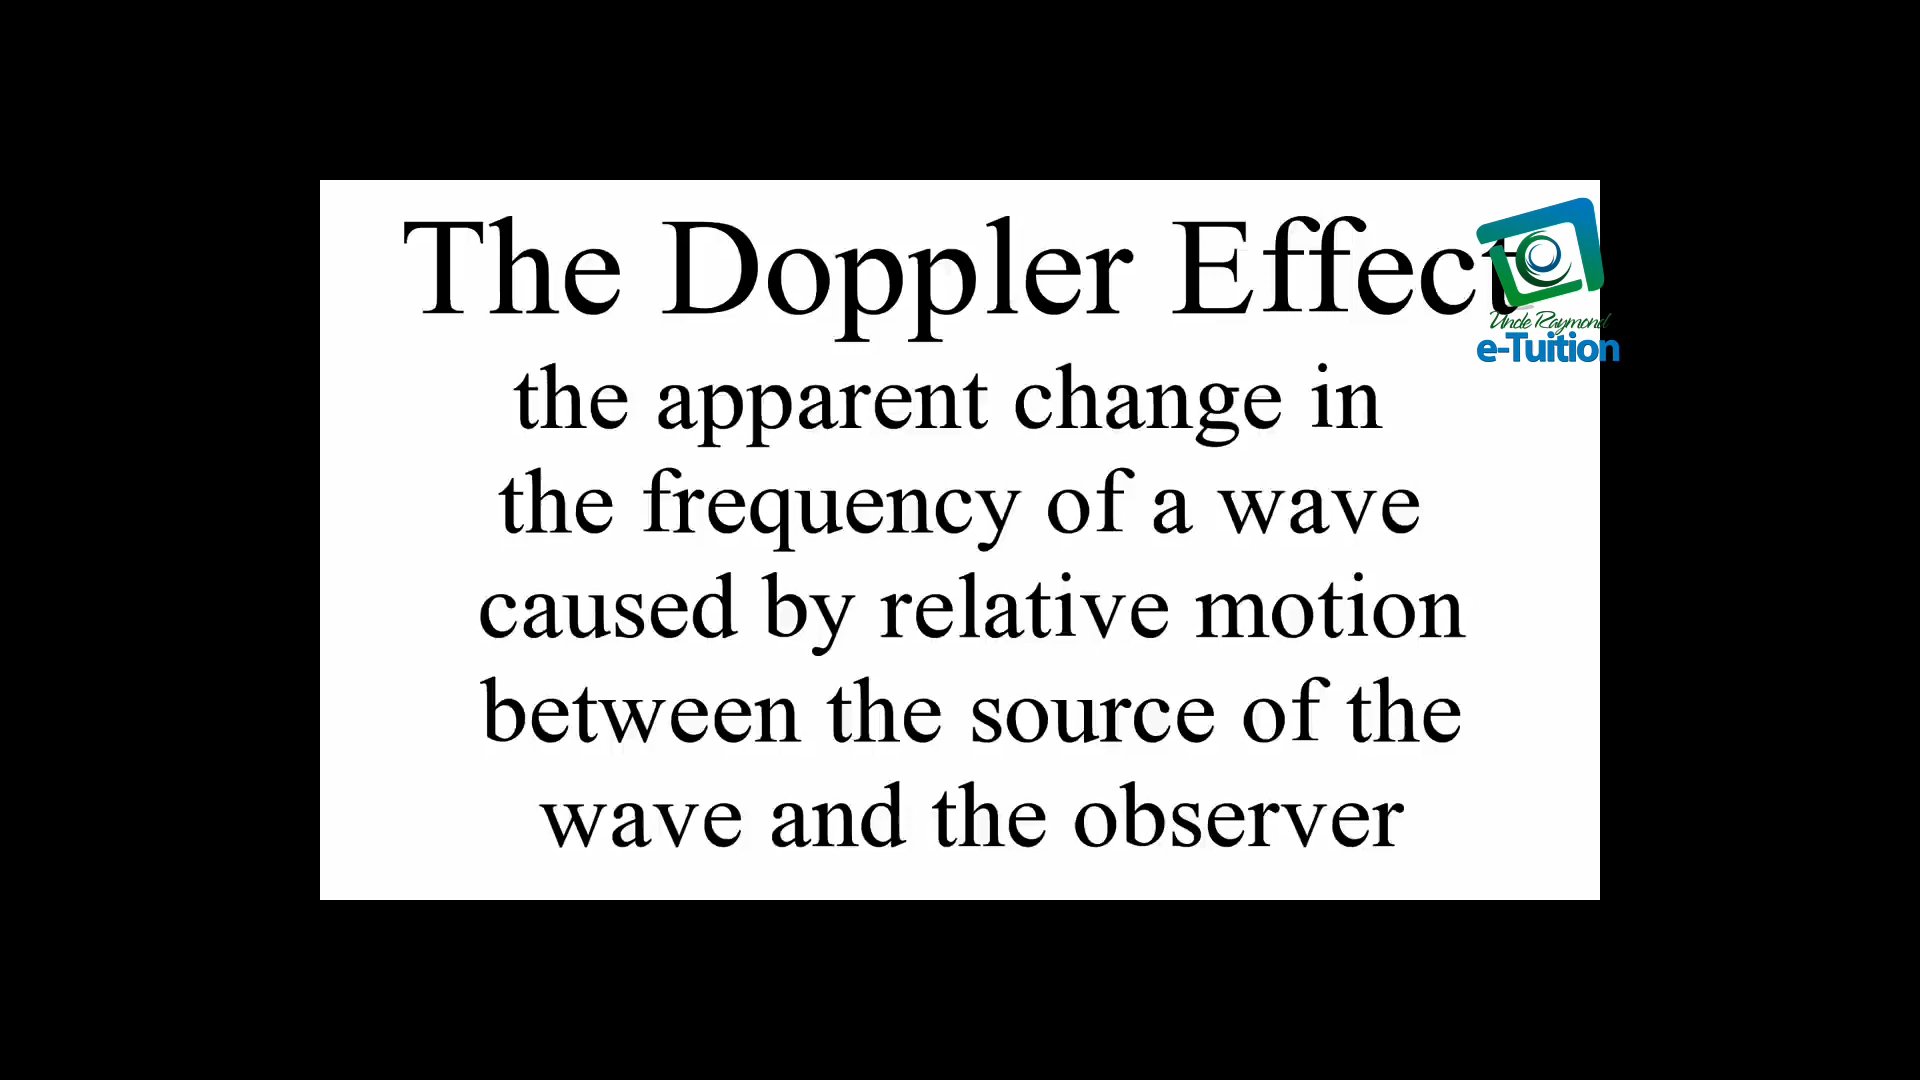 The Doppler Effect
Uncle Raymond
e-Tuition
the apparent change in
the frequency of a wave
caused by relative motion
between the source of the
wave and the observer